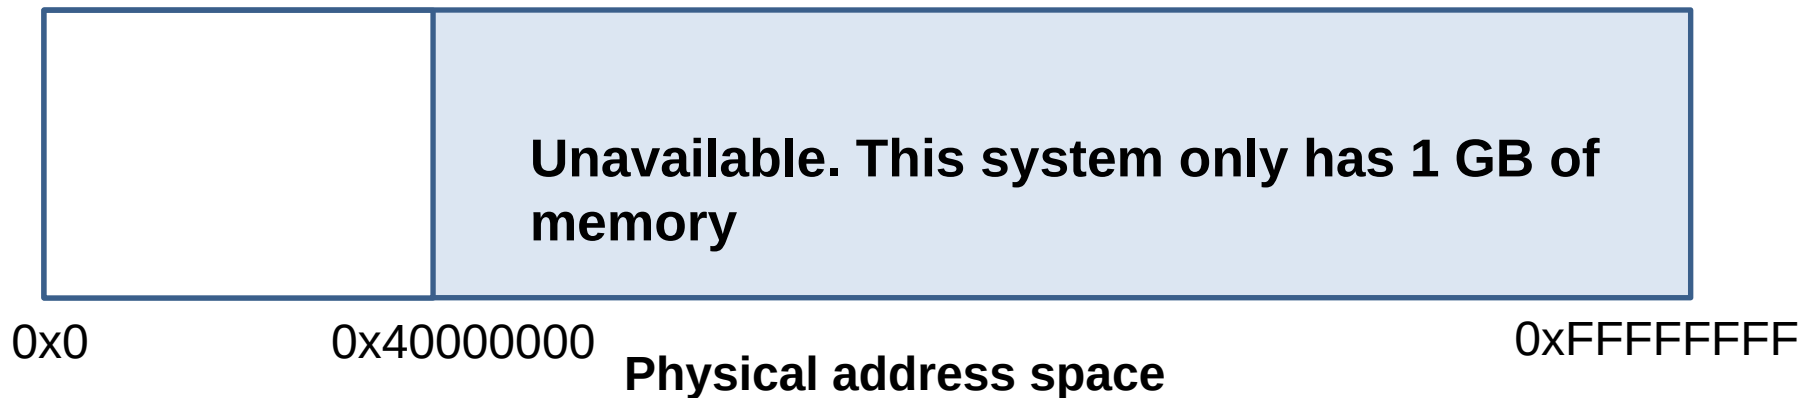 Unavailable. This system only has 1 GB of
memory
0x0
0x40000000
0xFFFFFFFF
Physical address space